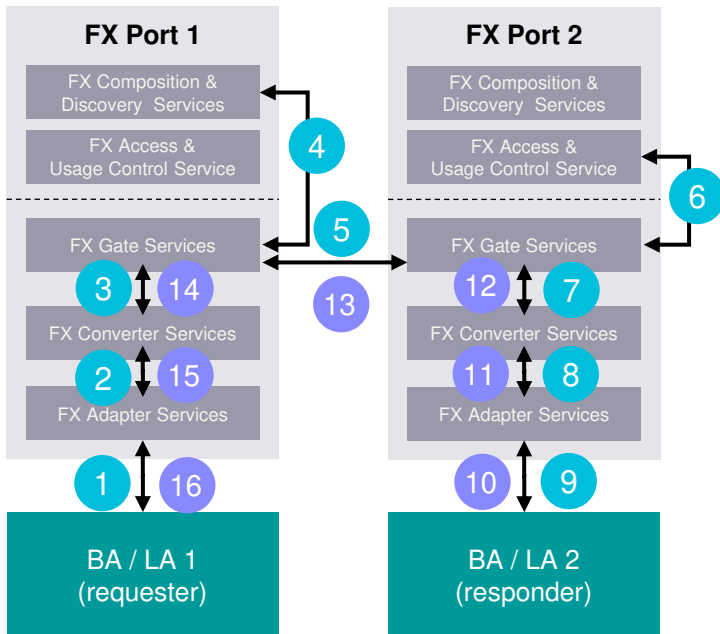 FX Port 1
FX Composition &
Discovery Services
FX Access &
Usage Control Service
4
5
FX Gate Services
3
14
13
FX Converter Services
2
15
FX Adapter Services
1
16
BA / LA 1
(requester)
FX Port 2
FX Composition &
Discovery Services
FX Access &
Usage Control Service
6
FX Gate Services
12
7
FX Converter Services
11
8
FX Adapter Services
10
9
BA / LA 2
(responder)